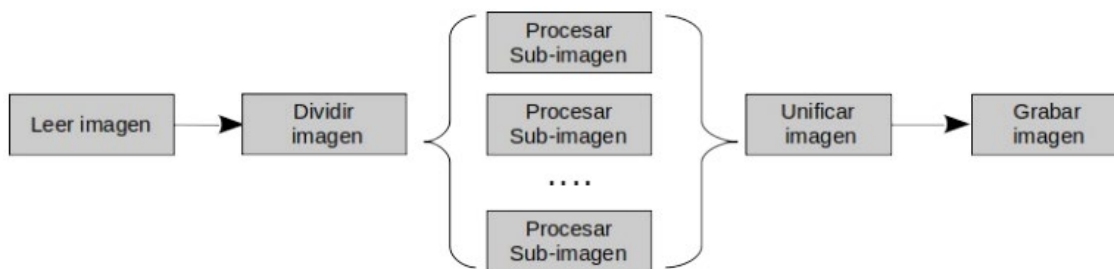 Leer imagen
Dividir
imagen
Procesar
Sub-imagen
Procesar
Sub-imagen
....
Procesar
Sub-imagen
Unificar
imagen
Grabar
imagen